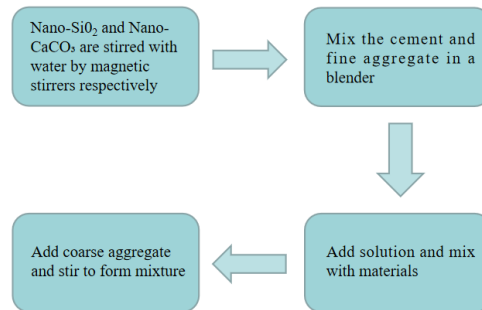 Nano-Si0₂ and Nano-
CaCO₃ are stirred with
water by magnetic
stirrers respectively
Mix the cement and
fine aggregate in a
blender
Add solution and mix
with materials
Add coarse aggregate
and stir to form mixture